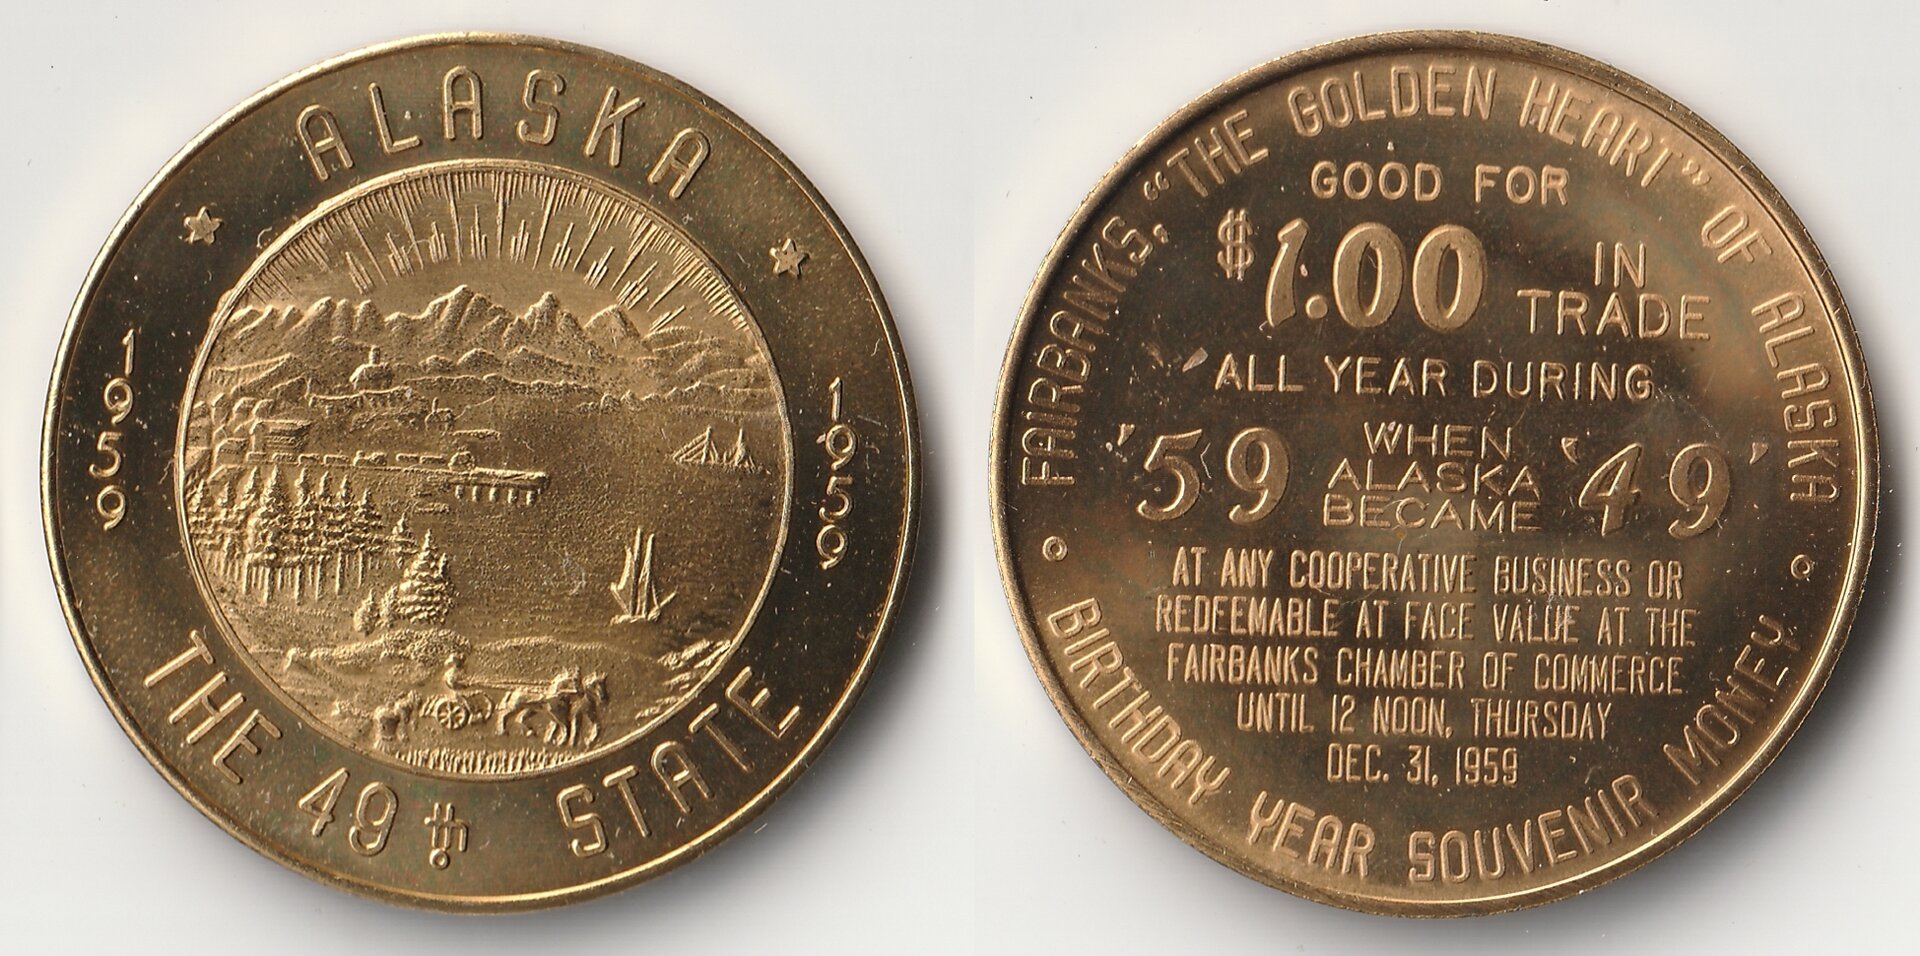 ALASKA
1959
1959
THE 49th STATE
FAIRBANKS, "THE GOLDEN HEART" OF ALASKA
GOOD FOR
$1.00 IN TRADE
ALL YEAR DURING
'59 WHEN ALASKA BECAME '49'
AT ANY COOPERATIVE BUSINESS OR
REDEEMABLE AT FACE VALUE AT THE
FAIRBANKS CHAMBER OF COMMERCE
UNTIL 12 NOON, THURSDAY
DEC. 31, 1959
BIRTHDAY YEAR SOUVENIR MONEY